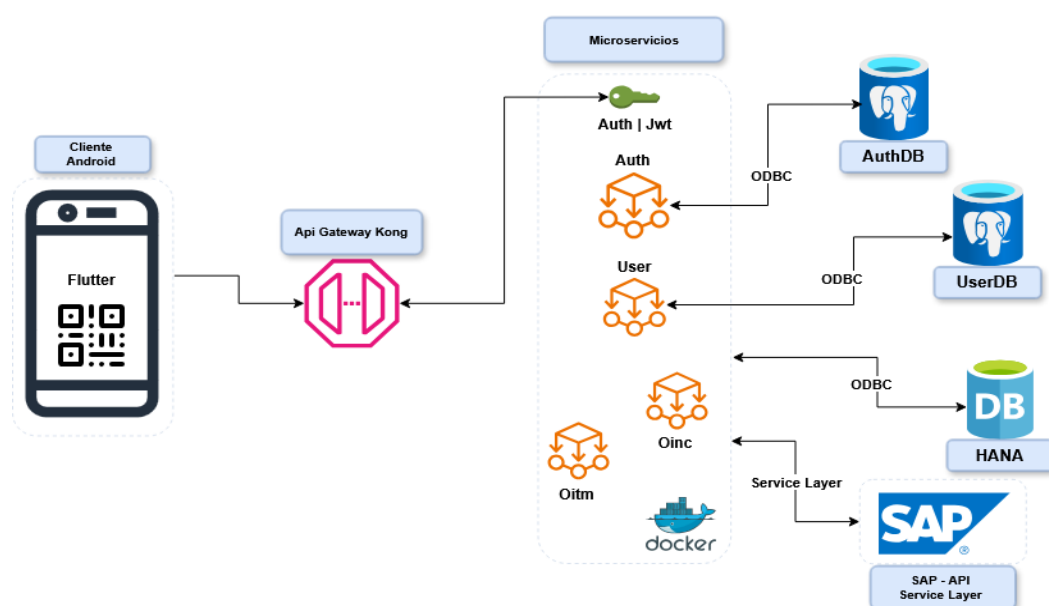 Microservicios
Cliente
Android
Flutter
Api Gateway Kong
Auth | Jwt
Auth
User
Oinc
Oitm
docker
ODBC
AuthDB
ODBC
UserDB
ODBC
DB
HANA
Service Layer
SAP
®
SAP - API
Service Layer